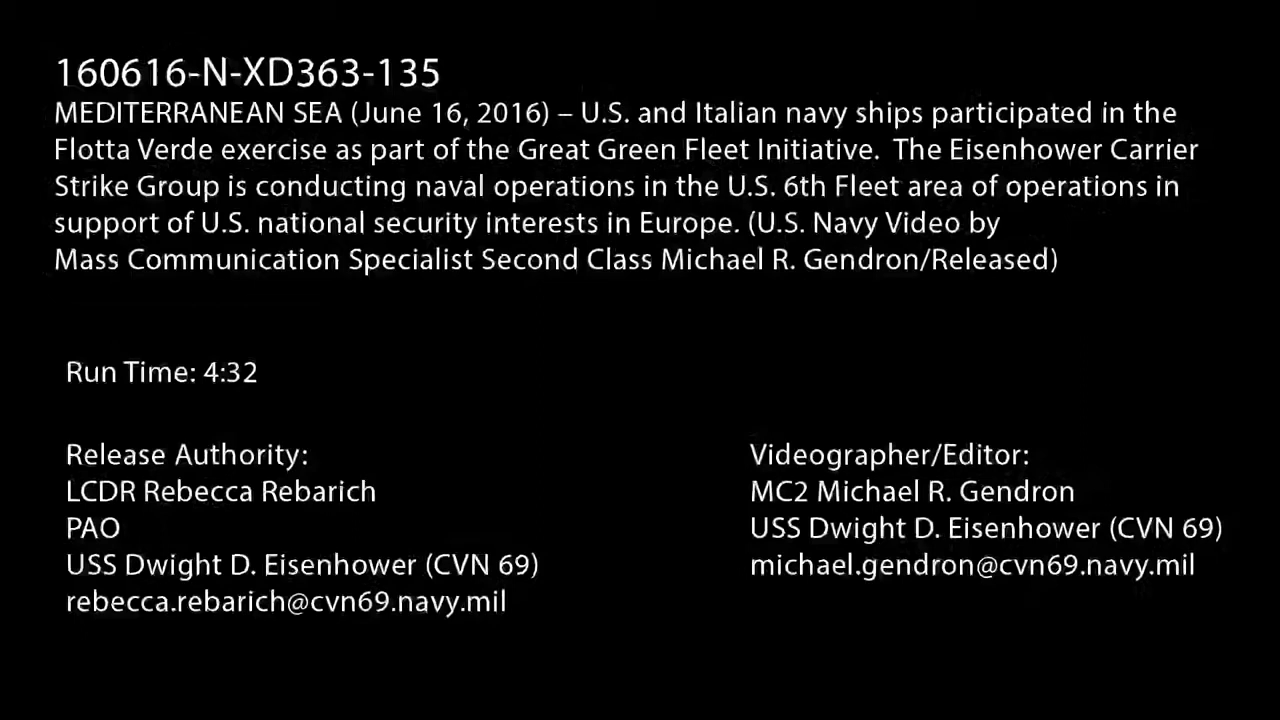 160616-N-XD363-135
MEDITERRANEAN SEA (June 16, 2016) – U.S. and Italian navy ships participated in the
Flotta Verde exercise as part of the Great Green Fleet Initiative.  The Eisenhower Carrier
Strike Group is conducting naval operations in the U.S. 6th Fleet area of operations in
support of U.S. national security interests in Europe. (U.S. Navy Video by
Mass Communication Specialist Second Class Michael R. Gendron/Released)
Run Time: 4:32
Release Authority:
LCDR Rebecca Rebarich
PAO
USS Dwight D. Eisenhower (CVN 69)
rebecca.rebarich@cvn69.navy.mil
Videographer/Editor:
MC2 Michael R. Gendron
USS Dwight D. Eisenhower (CVN 69)
michael.gendron@cvn69.navy.mil